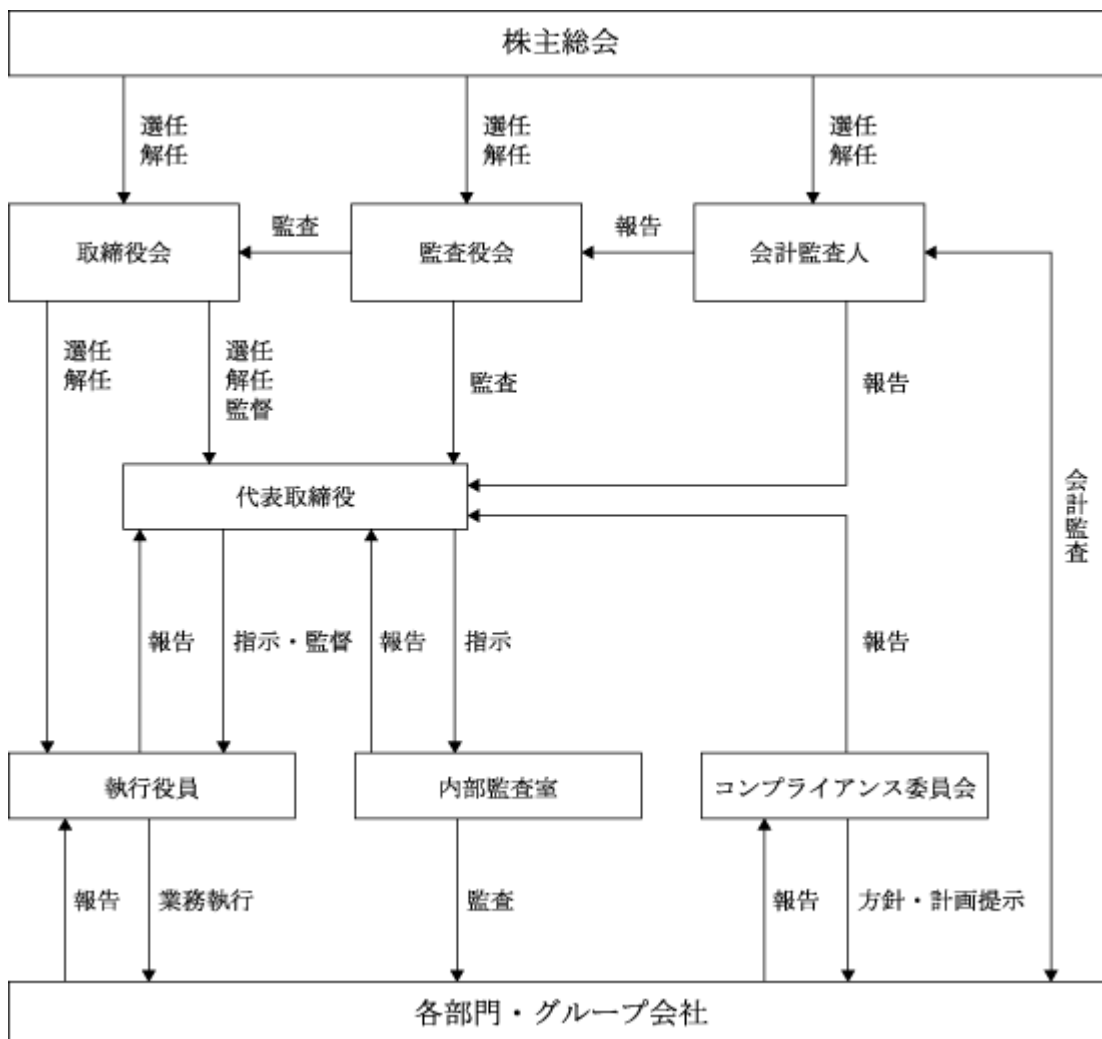 株主総会
選任
解任
選任
解任
選任
解任
取締役会
監査
監査役会
報告
会計監査人
選任
解任
選任
解任
監督
監査
報告
代表取締役
会計監査
報告
指示・監督
報告
指示
報告
執行役員
内部監査室
コンプライアンス委員会
報告
業務執行
監査
報告
方針・計画提示
各部門・グループ会社